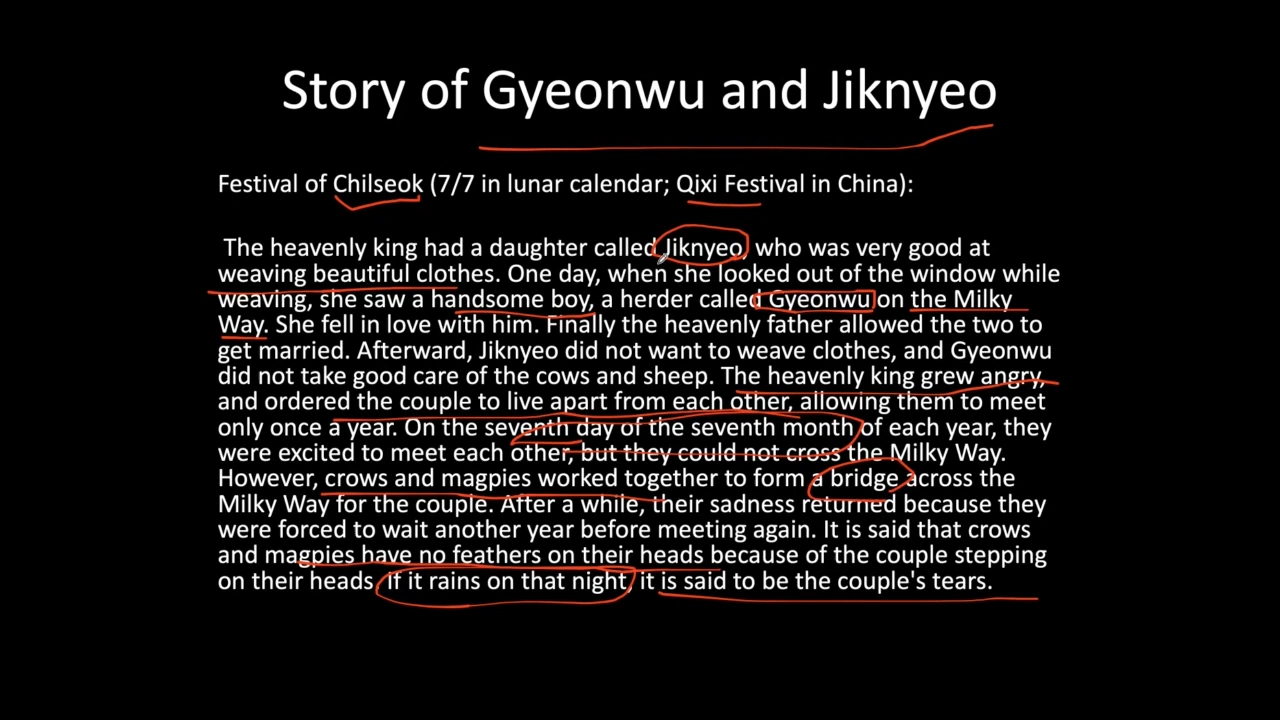 Story of Gyeonwu and Jiknyeo
Festival of Chilseok (7/7 in lunar calendar; Qixi Festival in China):
The heavenly king had a daughter called Jiknyeo, who was very good at
weaving beautiful clothes. One day, when she looked out of the window while
weaving, she saw a handsome boy, a herder called Gyeonwu on the Milky
Way. She fell in love with him. Finally the heavenly father allowed the two to
get married. Afterward, Jiknyeo did not want to weave clothes, and Gyeonwu
did not take good care of the cows and sheep. The heavenly king grew angry,
and ordered the couple to live apart from each other, allowing them to meet
only once a year. On the seventh day of the seventh month of each year, they
were excited to meet each other, but they could not cross the Milky Way.
However, crows and magpies worked together to form a bridge across the
Milky Way for the couple. After a while, their sadness returned because they
were forced to wait another year before meeting again. It is said that crows
and magpies have no feathers on their heads because of the couple stepping
on their heads. If it rains on that night, it is said to be the couple's tears.